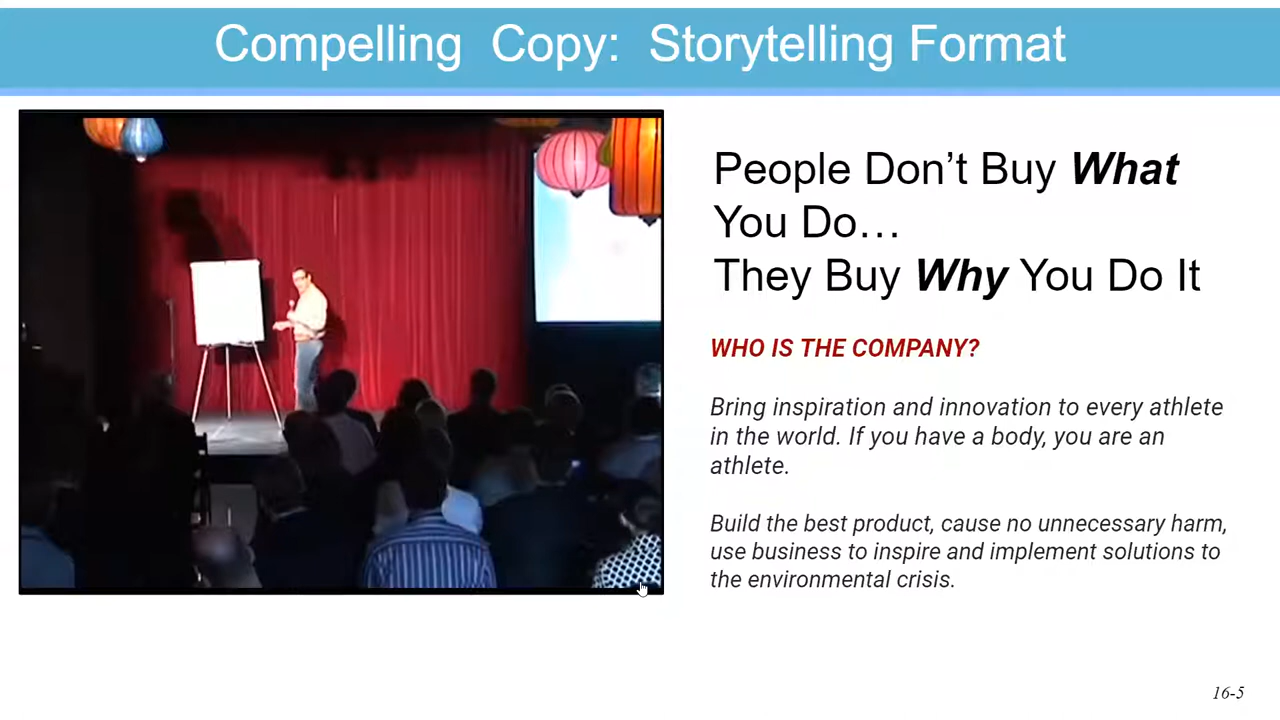 Compelling Copy: Storytelling Format
People Don’t Buy What
You Do…
They Buy Why You Do It
WHO IS THE COMPANY?
Bring inspiration and innovation to every athlete
in the world. If you have a body, you are an
athlete.
Build the best product, cause no unnecessary harm,
use business to inspire and implement solutions to
the environmental crisis.
16-5